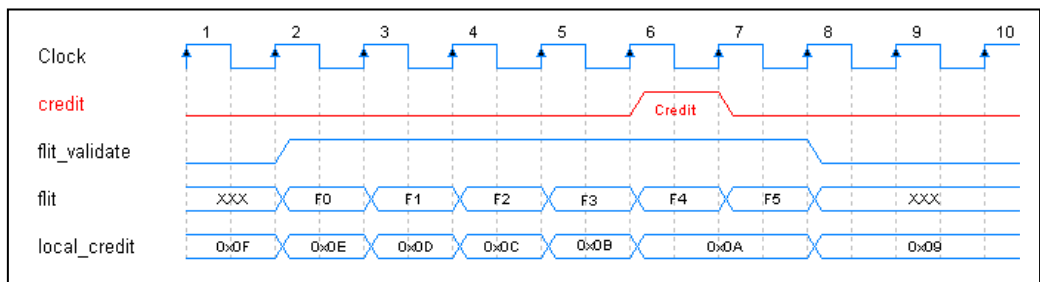 1 2 3 4 5 6 7 8 9 10
Clock
credit Credit
flit_validate
flit XXX F0 F1 F2 F3 F4 F5 XXX
local_credit 0x0F 0x0E 0x0D 0x0C 0x0B 0x0A 0x09